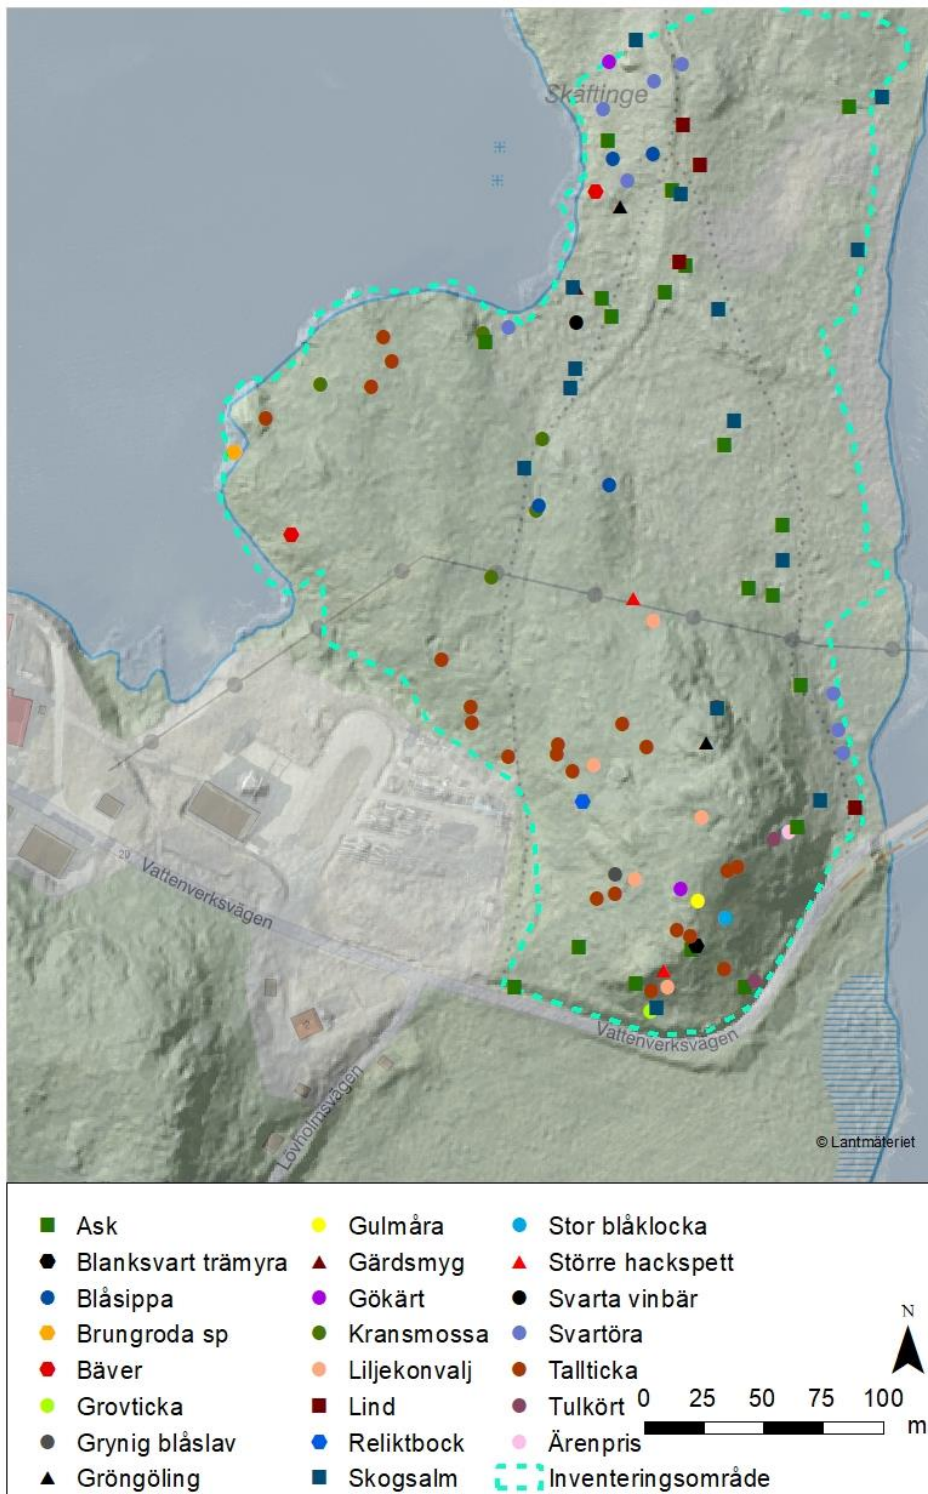 Skäftinge
29
Vattenverksvägen
Vattenverksvägen
Lövholmsvägen
© Lantmäteriet
Ask
Blanksvart trämyra
Blåsippa
Brungroda sp
Bäver
Grovticka
Grynig blåslav
Gröngöling
Gulmåra
Gärdsmyg
Gökärt
Kransmossa
Liljekonvalj
Lind
Reliktbock
Skogsalm
Stor blåklocka
Större hackspett
Svarta vinbär
Svartöra
Tallticka
Tulkört
Ärenpris
Inventeringsområde
N
0 25 50 75 100
m